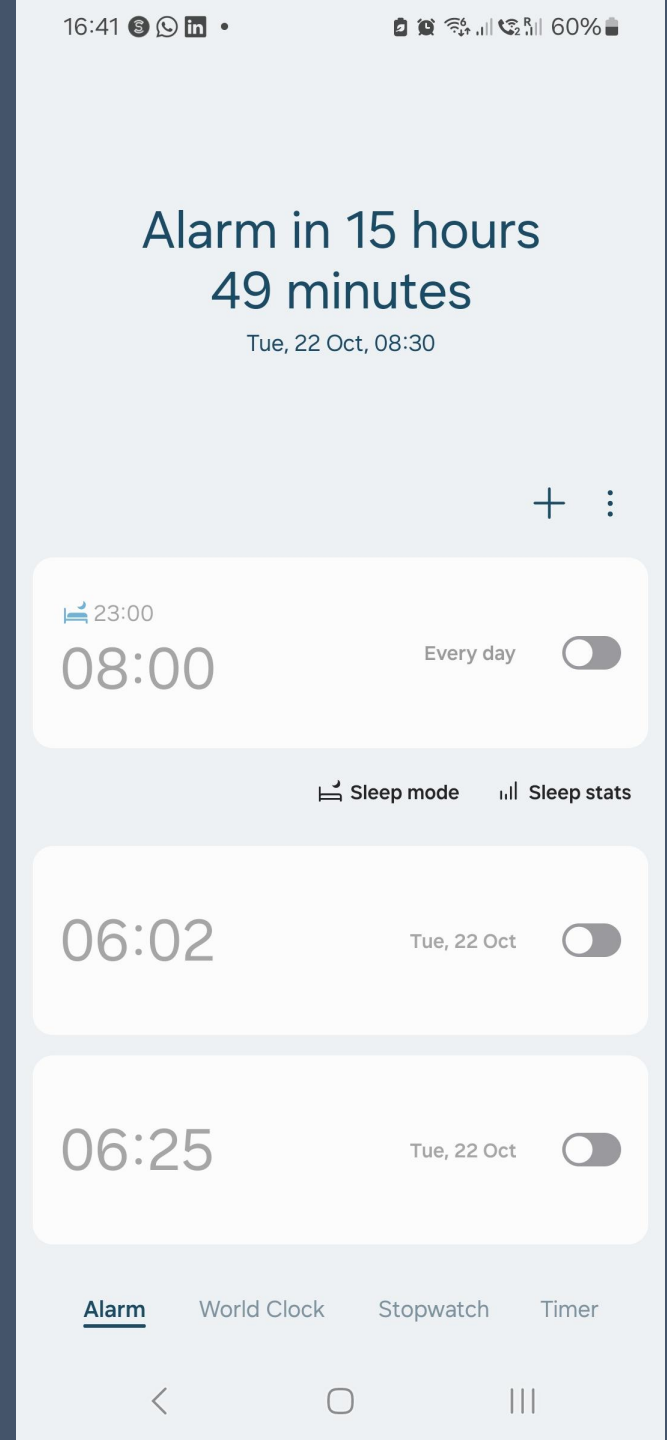 16:41
60%
Alarm in 15 hours
49 minutes
Tue, 22 Oct, 08:30
23:00
08:00 Every day
Sleep mode Sleep stats
06:02 Tue, 22 Oct
06:25 Tue, 22 Oct
Alarm World Clock Stopwatch Timer